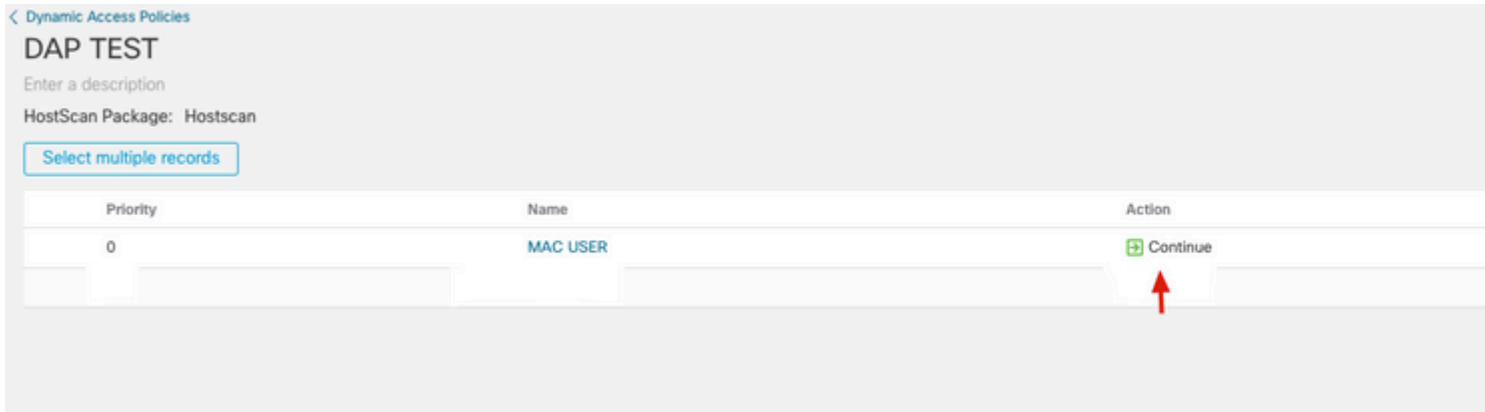 Dynamic Access Policies
DAP TEST
Enter a description
HostScan Package: Hostscan
Select multiple records
Priority Name Action
0 MAC USER Continue